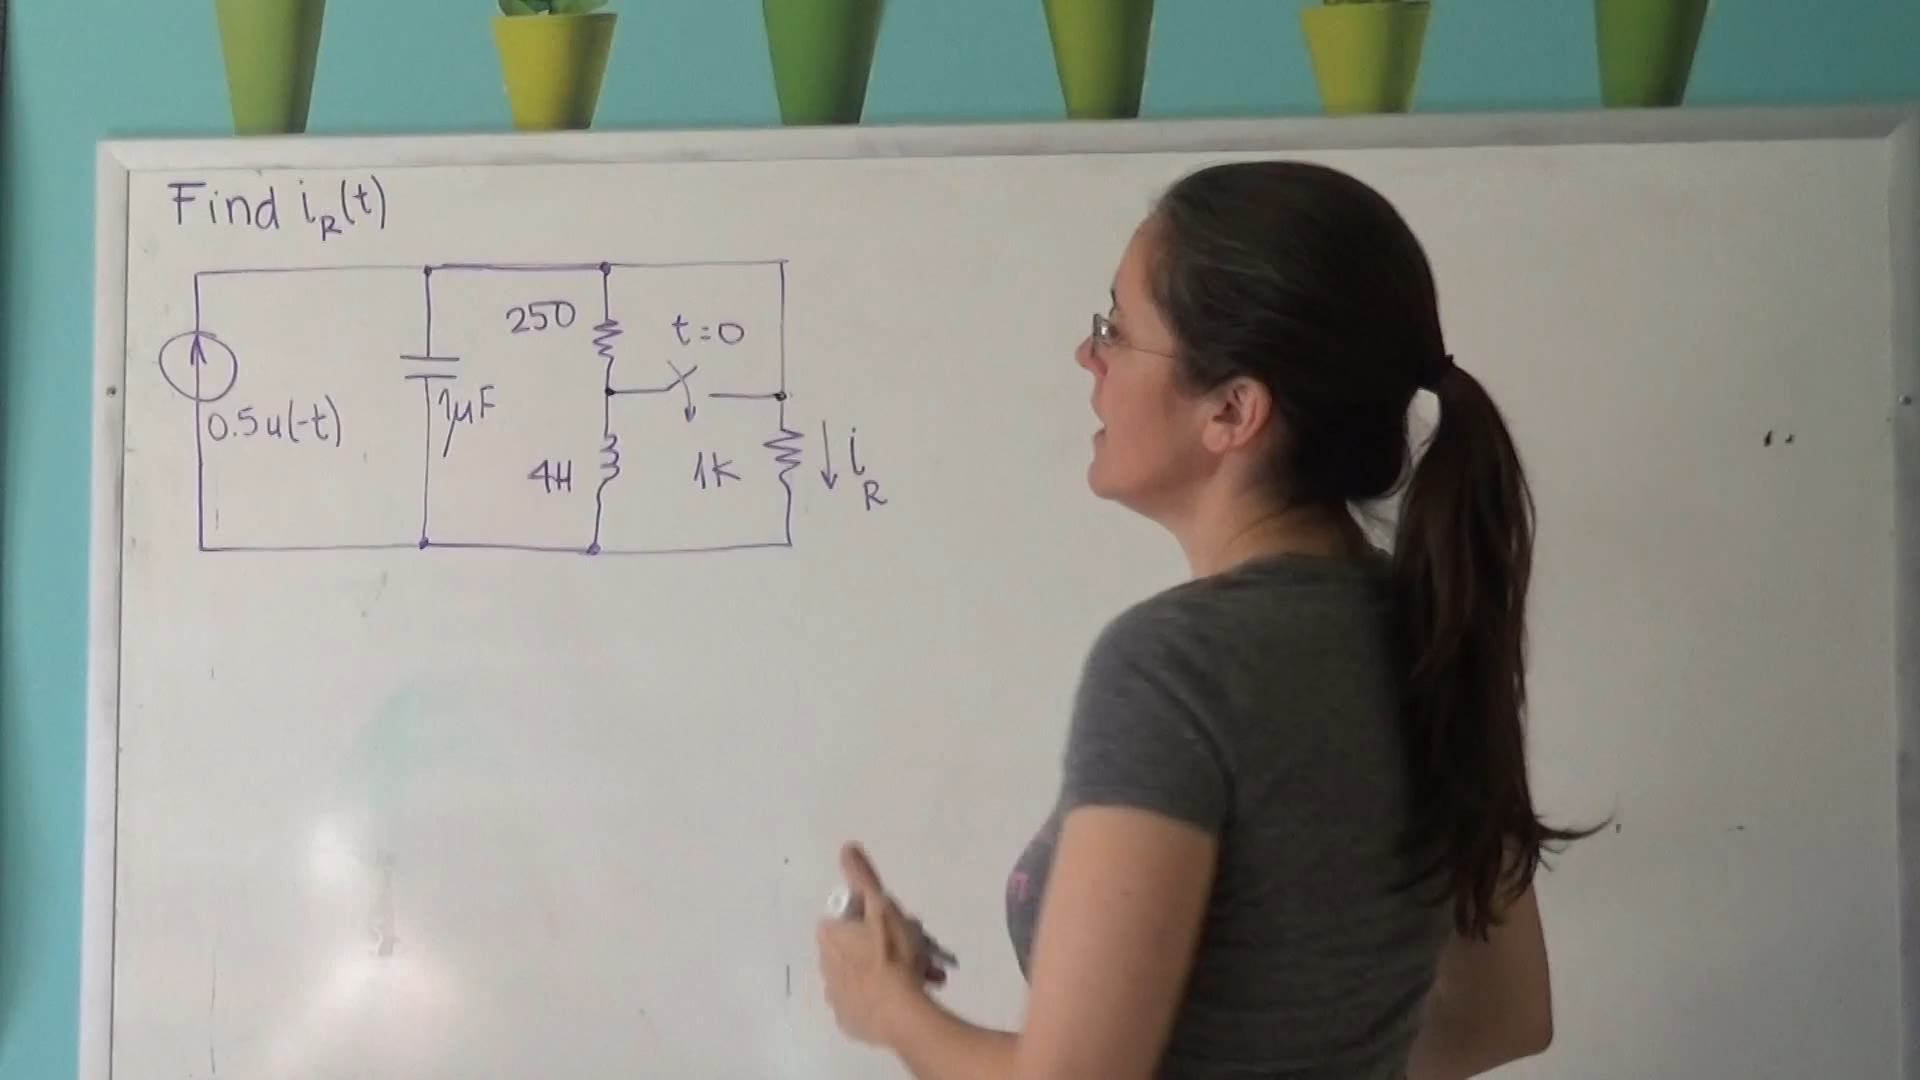 Find i_R(t)
250
t=0
0.5u(-t)
1µF
4H
1k
i_R